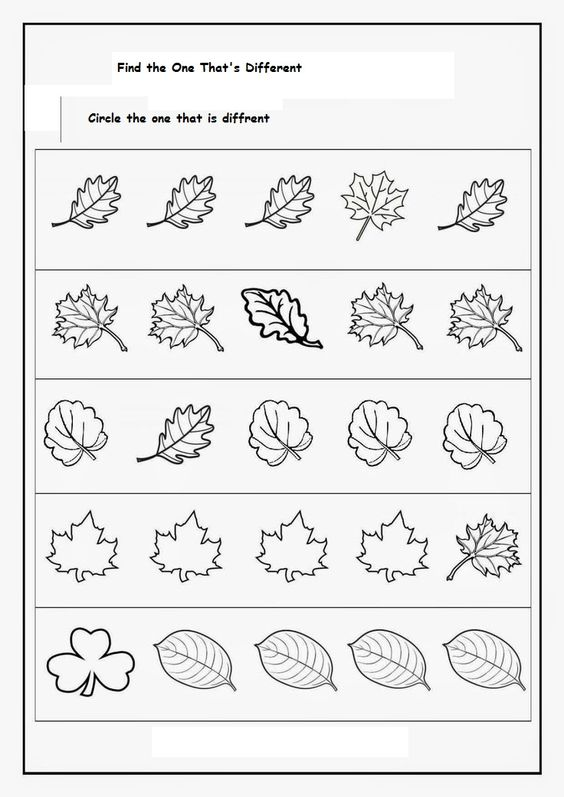 Find the One That's Different
Circle the one that is diffrent